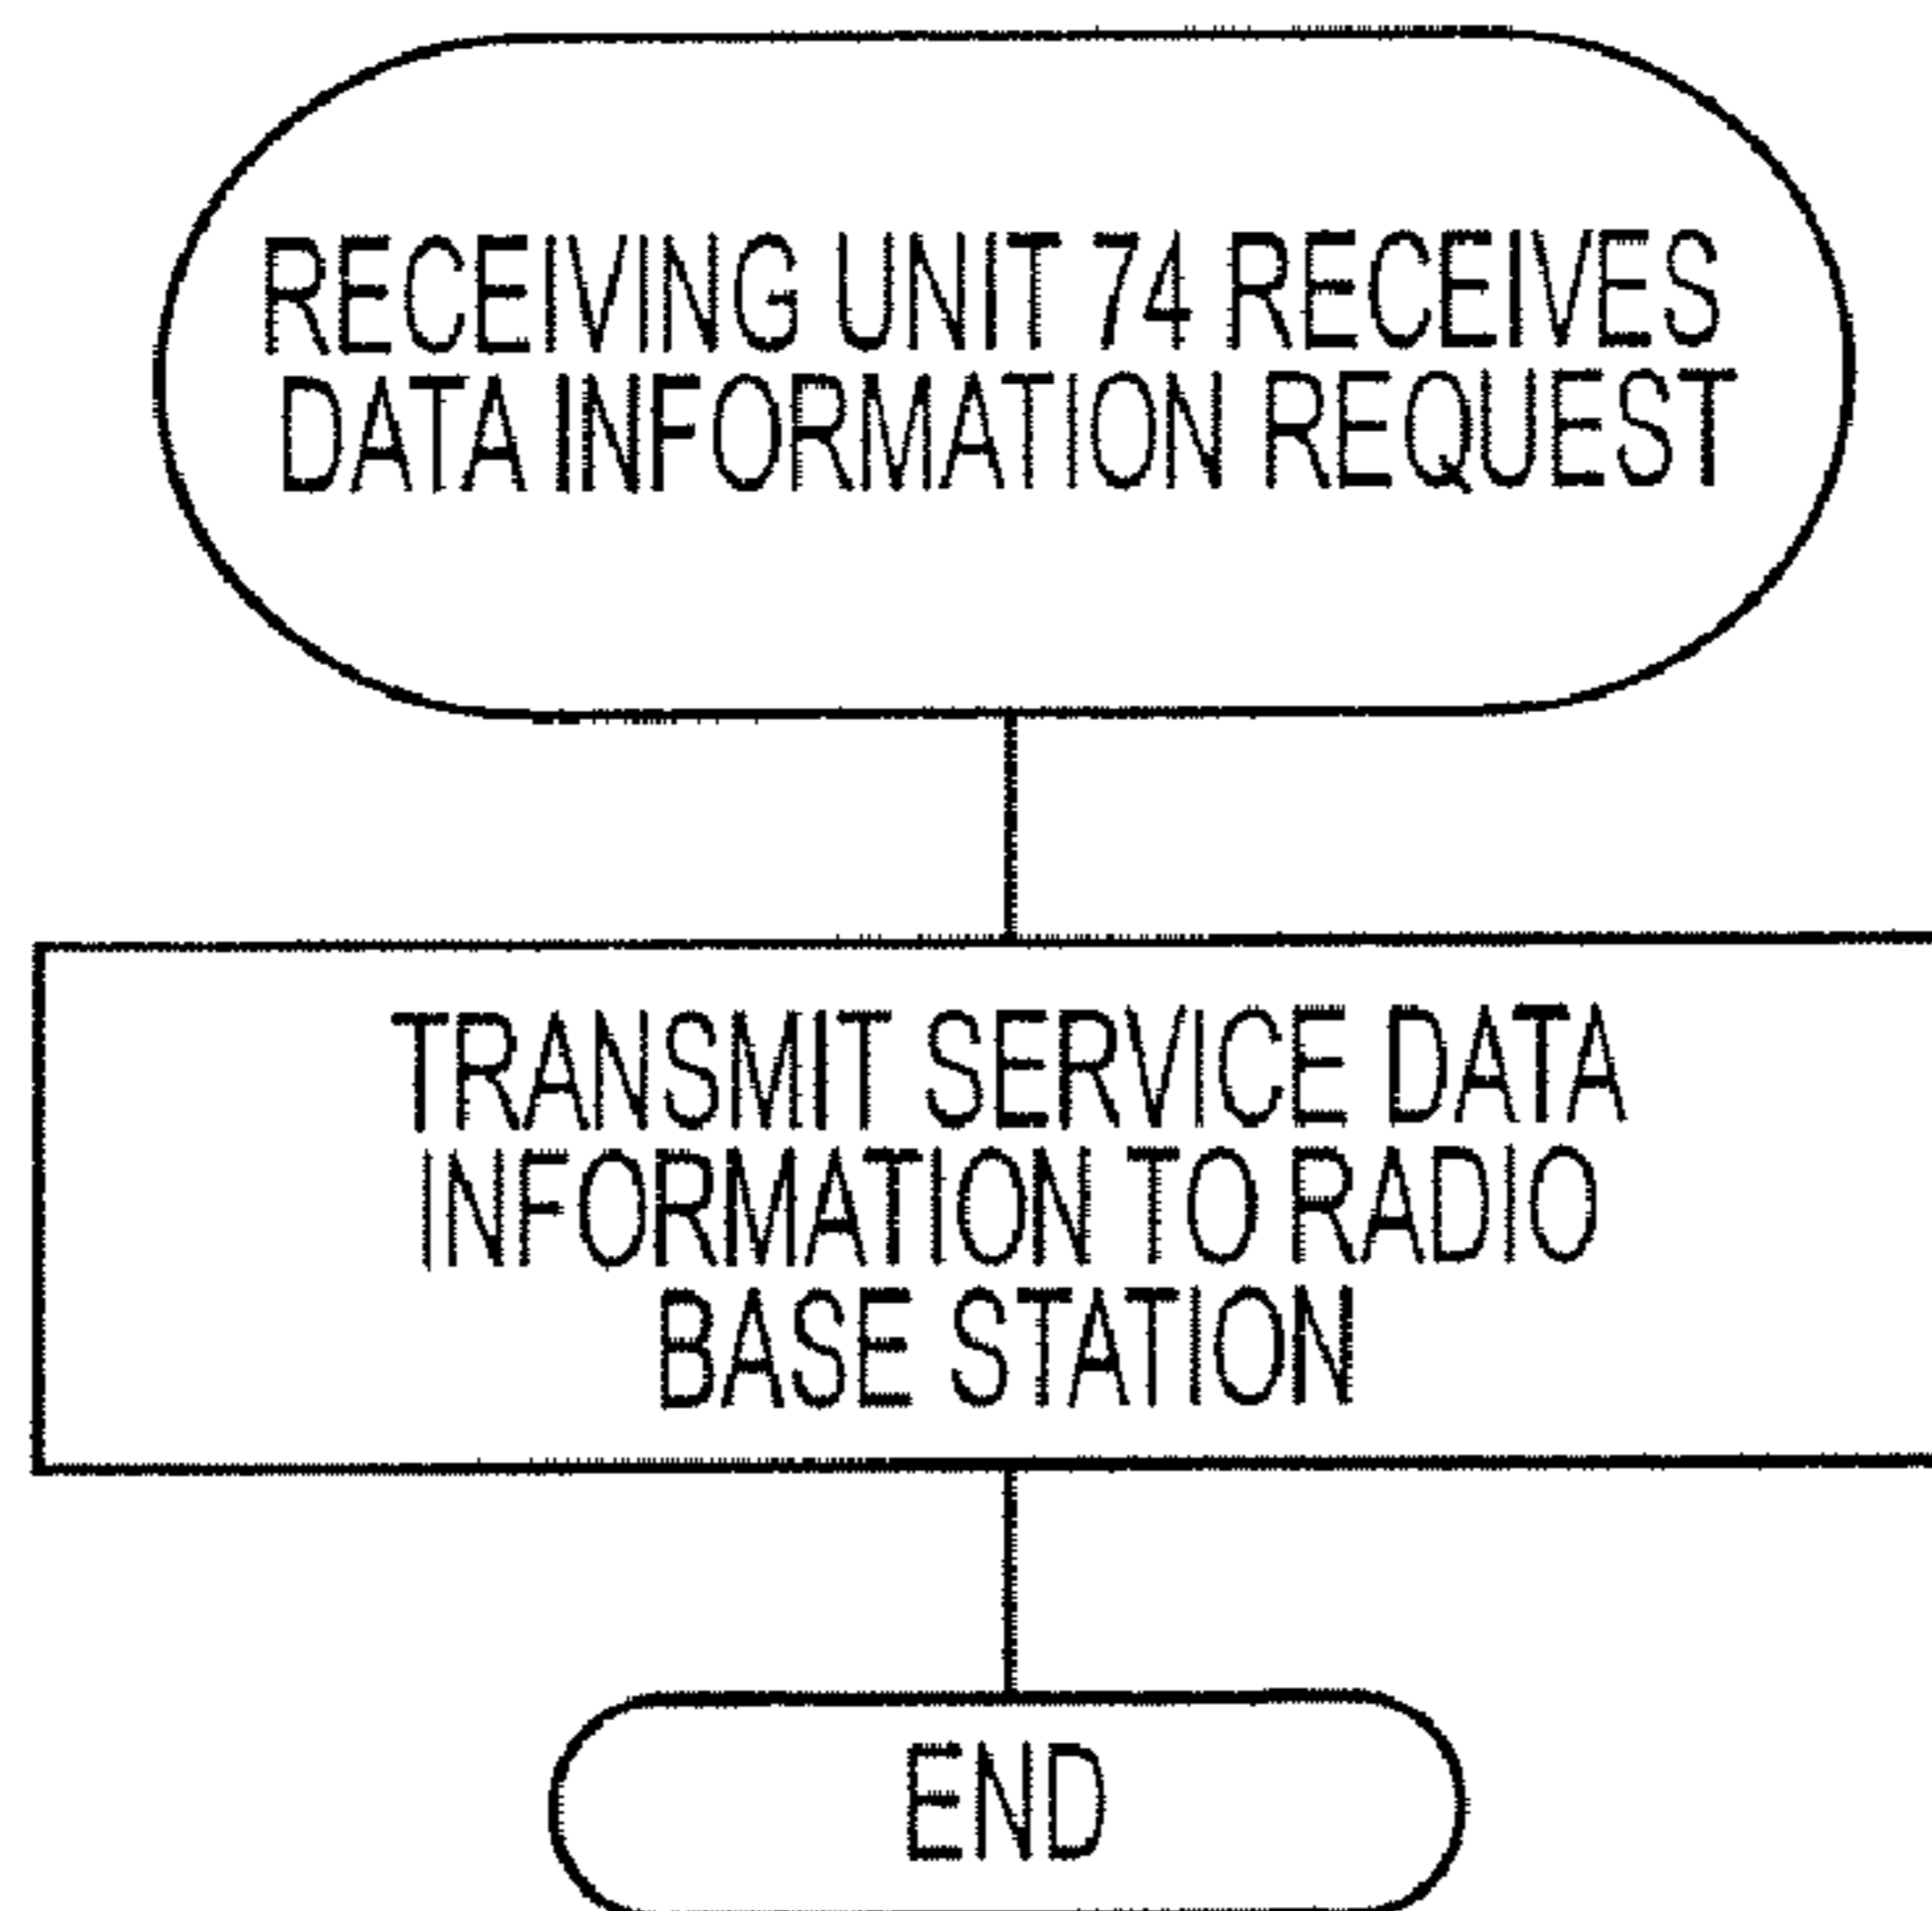 RECEIVING UNIT 74 RECEIVES
DATA INFORMATION REQUEST
TRANSMIT SERVICE DATA
INFORMATION TO RADIO
BASE STATION
END